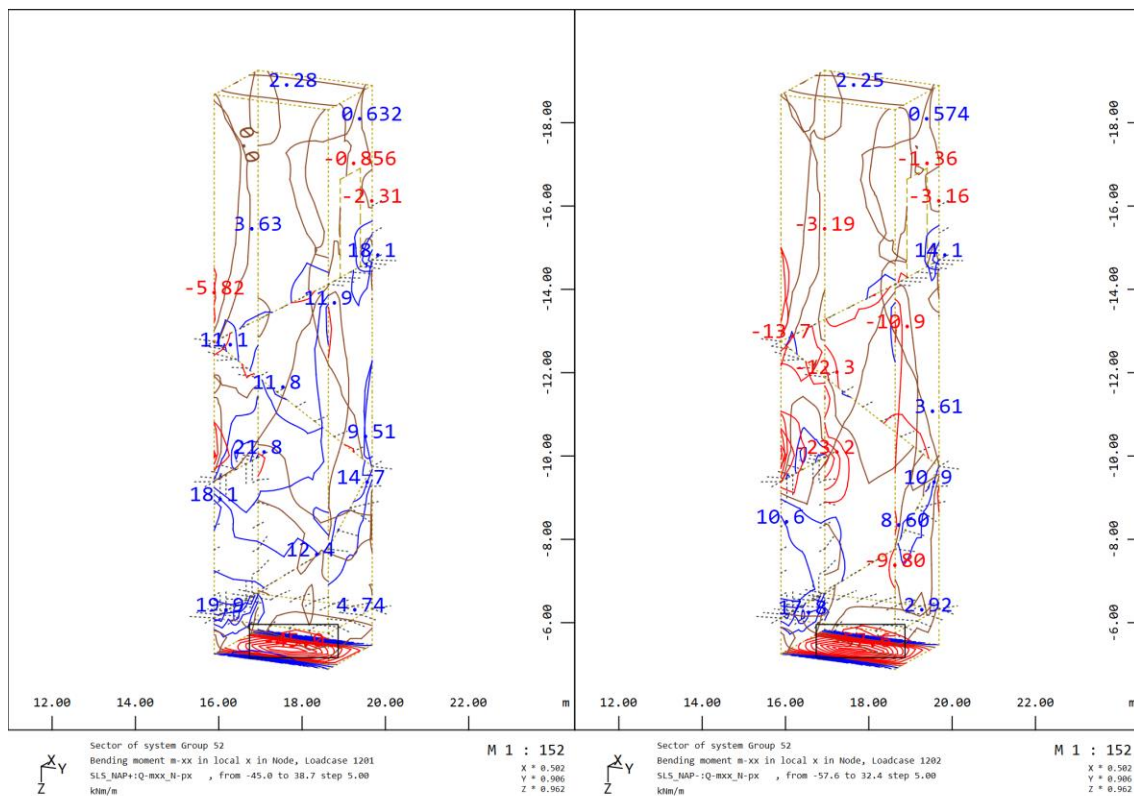 2.28
0.632
0
0
-0.856
-2.31
3.63
18.1
-5.82
11.9
11.1
11.8
9.51
21.8
14.7
18.1
12.4
19.9
4.74
-18.00
-16.00
-14.00
-12.00
-10.00
-8.00
-6.00
12.00 14.00 16.00 18.00 20.00 22.00 m
X Y Z
Sector of system Group 52
Bending moment m-xx in local x in Node, Loadcase 1201
SLS_NAP+:Q-mxx_N-px , from -45.0 to 38.7 step 5.00
kNm/m
M 1 : 152
X * 0.502
Y * 0.906
Z * 0.962
2.25
0.574
-1.36
-3.16
-3.19
14.1
-10.9
-13.7
-12.3
3.61
-23.2
10.9
10.6
8.60
-9.80
17.8
2.92
-18.00
-16.00
-14.00
-12.00
-10.00
-8.00
-6.00
12.00 14.00 16.00 18.00 20.00 22.00 m
X Y Z
Sector of system Group 52
Bending moment m-xx in local x in Node, Loadcase 1202
SLS_NAP-:Q-mxx_N-px , from -57.6 to 32.4 step 5.00
kNm/m
M 1 : 152
X * 0.502
Y * 0.906
Z * 0.962